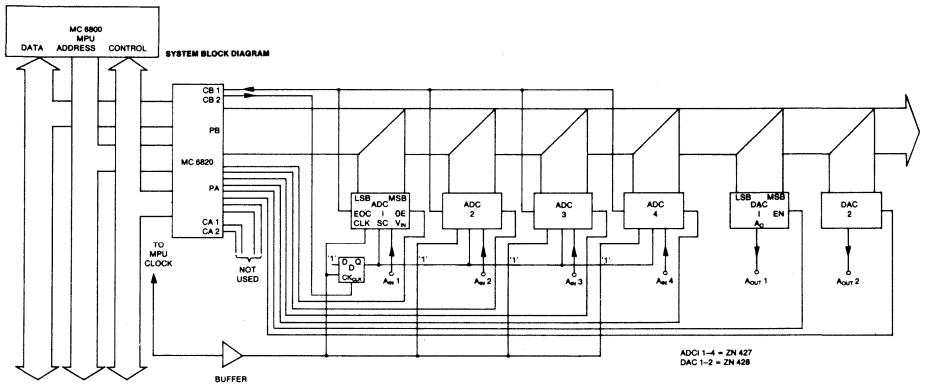 MC 6800
MPU
DATA ADDRESS CONTROL
SYSTEM BLOCK DIAGRAM
CB 1
CB 2
PB
MC 6820
PA
CA 1
CA 2
NOT
USED
TO
MPU
CLOCK
BUFFER
LSB MSB
ADC
EOC I OE
CLK SC VIN
ADC
2
ADC
3
ADC
4
LSB MSB
DAC
I EN
AO
DAC
2
'1'
D Q
D
CKCLR
AIN 1
'1'
AIN 2
'1'
AIN 3
'1'
AIN 4
AOUT 1
AOUT 2
ADCI 1–4 = ZN 427
DAC 1–2 = ZN 428